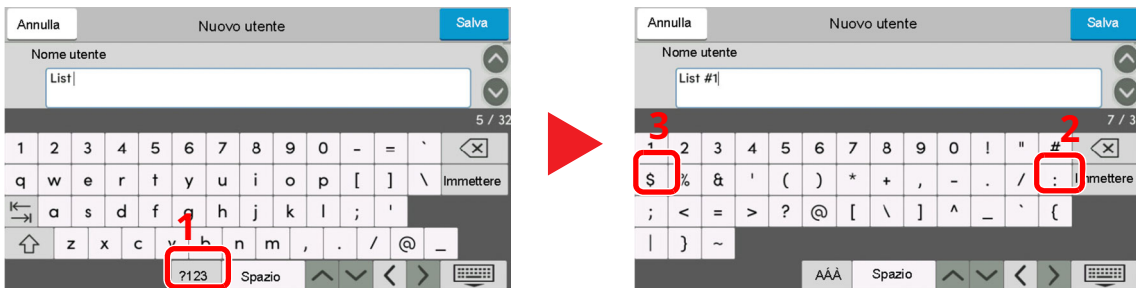 Annulla Nuovo utente Salva
Nome utente
List
5 / 32
1 2 3 4 5 6 7 8 9 0 - = `
q w e r t y u i o p [ ] \ Immettere
a s d f g h j k l ; '
1
z x c v b n m , . / @ _
?123 Spazio
Annulla Nuovo utente Salva
Nome utente
List #1
7 / 3
3 2
1 2 3 4 5 6 7 8 9 0 ! " #
$ % & ' ( ) * + , - . / : Immettere
; < = > ? @ [ \ ] ^ _ ` {
| } ~
AÁÀ Spazio